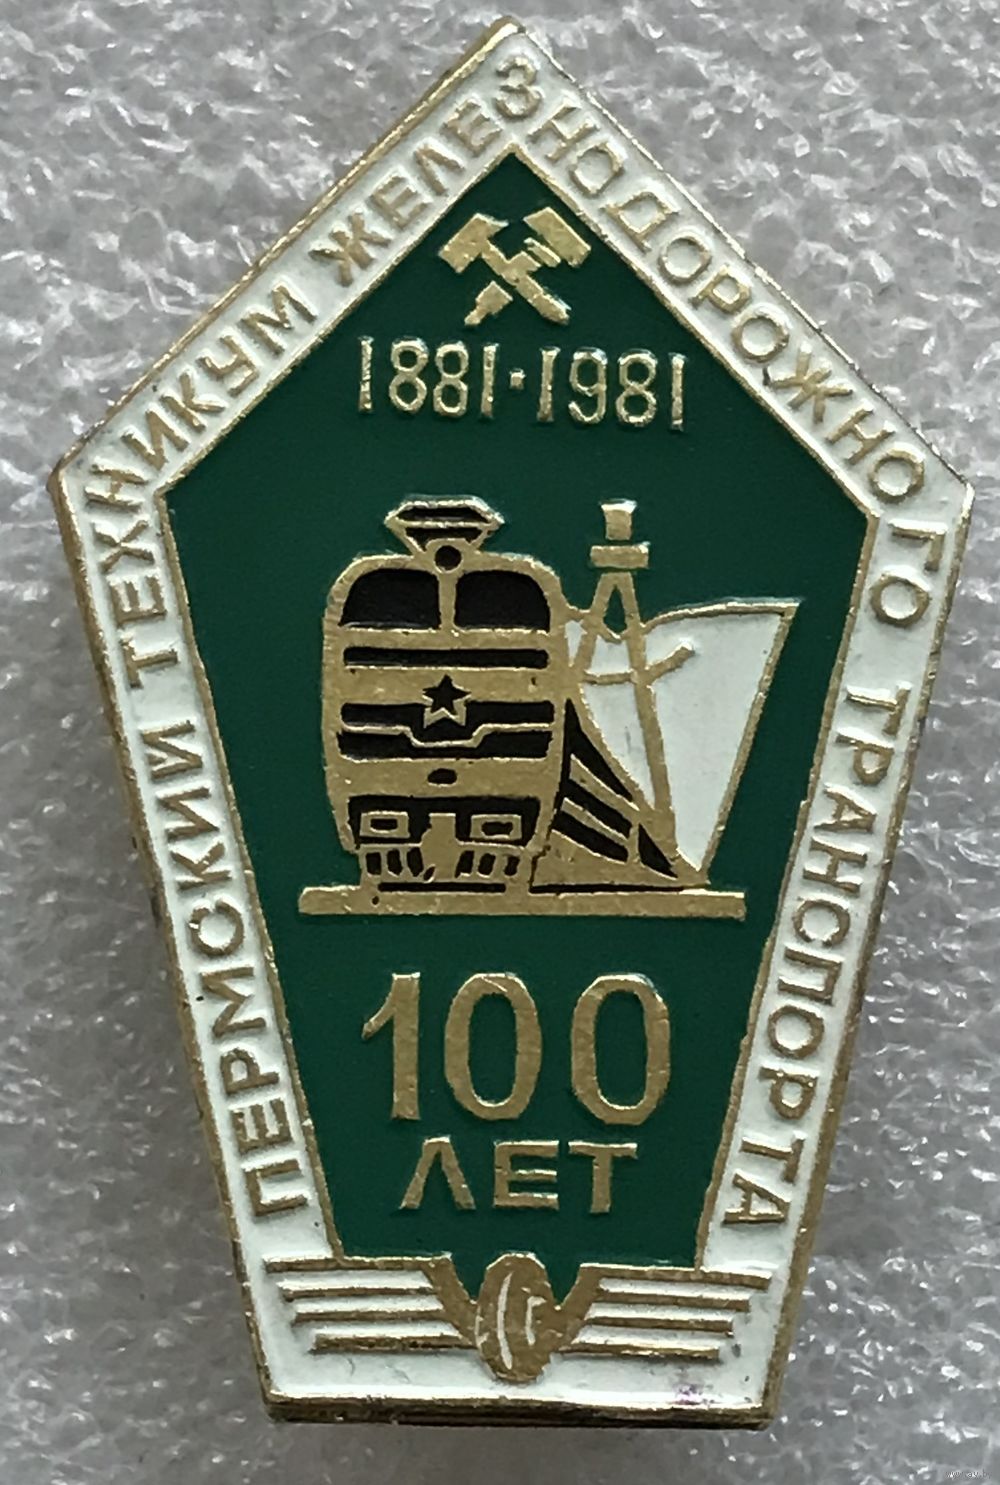 ПЕРМСКИЙ ТЕХНИКУМ ЖЕЛЕЗНОДОРОЖНОГО ТРАНСПОРТА
1881·1981
100
ЛЕТ